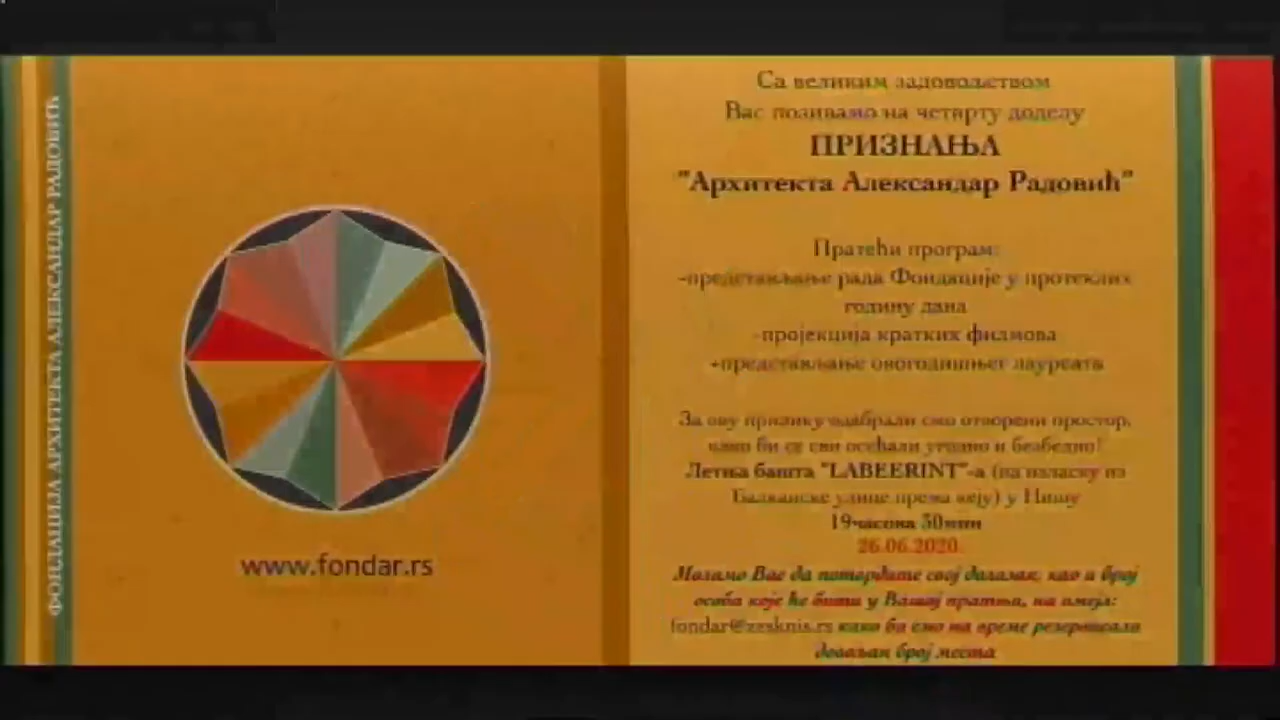 ФОНДАЦИЈА АРХИТЕКТА АЛЕКСАНДАР РАДОВИЋ
www.fondar.rs
Са великим задовољством
Вас позивамо на четврту доделу
ПРИЗНАЊА
"Архитекта Александар Радовић"
Пратећи програм:
-представљање рада Фондације у протеклих
годину дана
-пројекција кратких филмова
-представљање овогодишњег лауреата
За ову прилику одабрали смо отворени простор,
како би се сви осећали угодно и безбедно!
Летња башта "LABEERINT"-а (на изласку из
Балканске улице према кеју) у Нишу
19часова 30мин
26.06.2020.
Молимо Вас да потврдите свој долазак, као и број
особа које ће бити у Вашој пратњи, на имејл:
fondar@zzsknis.rs како би смо на време резервисали
довољан број места